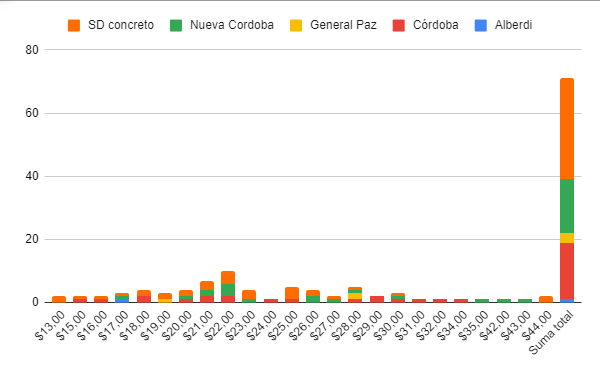 SD concreto Nueva Cordoba General Paz Córdoba Alberdi
80
60
40
20
0
$13,00 $15,00 $16,00 $17,00 $18,00 $19,00 $20,00 $21,00 $22,00 $23,00 $24,00 $25,00 $26,00 $27,00 $28,00 $29,00 $30,00 $31,00 $32,00 $34,00 $35,00 $42,00 $43,00 $44,00 Suma total